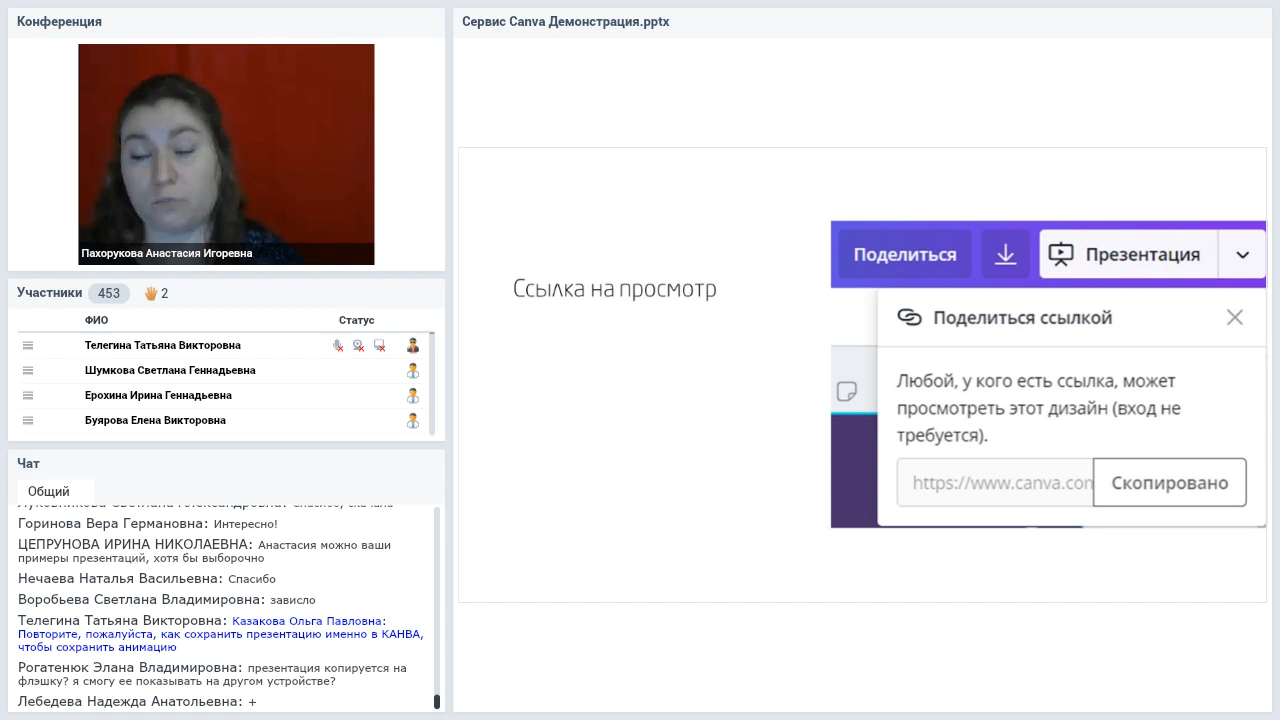 Конференция
Пахорукова Анастасия Игоревна
Участники 453 2
ФИО Статус
Телегина Татьяна Викторовна
Шумкова Светлана Геннадьевна
Ерохина Ирина Геннадьевна
Буярова Елена Викторовна
Чат
Общий
Горинова Вера Германовна: Интересно!
ЦЕПРУНОВА ИРИНА НИКОЛАЕВНА: Анастасия можно ваши
примеры презентаций, хотя бы выборочно
Нечаева Наталья Васильевна: Спасибо
Воробьева Светлана Владимировна: зависло
Телегина Татьяна Викторовна: Казакова Ольга Павловна:
Повторите, пожалуйста, как сохранить презентацию именно в КАНВА,
чтобы сохранить анимацию
Рогатенюк Элана Владимировна: презентация копируется на
флэшку? я смогу ее показывать на другом устройстве?
Лебедева Надежда Анатольевна: +
Сервис Canva Демонстрация.pptx
Ссылка на просмотр
Поделиться Презентация
Поделиться ссылкой
Любой, у кого есть ссылка, может
просмотреть этот дизайн (вход не
требуется).
https://www.canva.con Скопировано